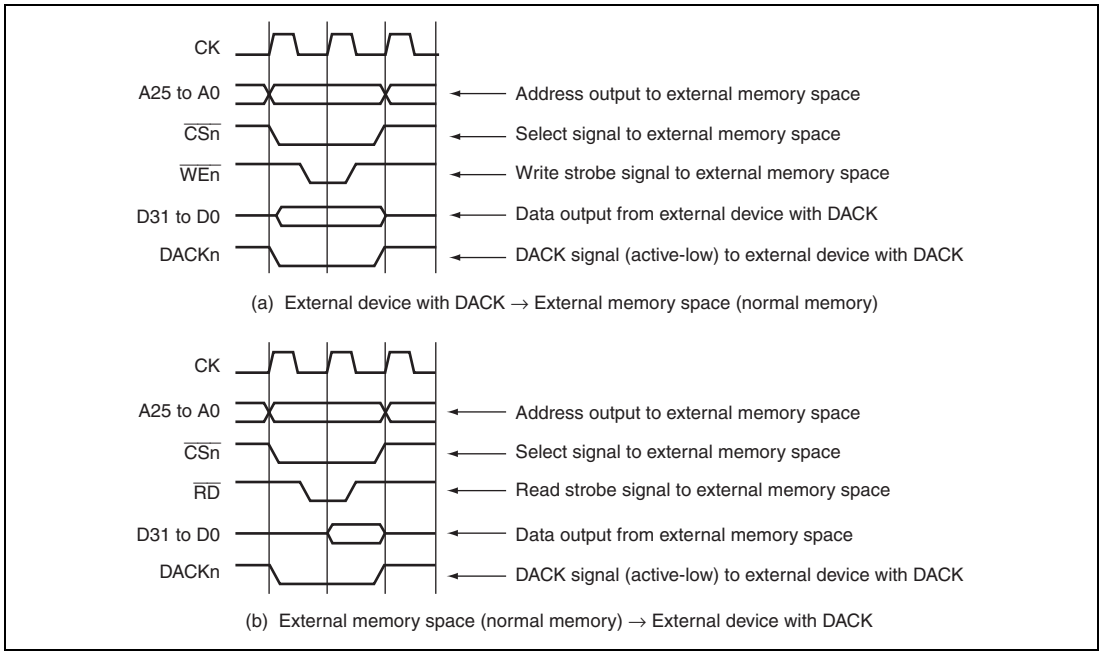 CK
A25 to A0 Address output to external memory space
C̅S̅n̅ Select signal to external memory space
W̅E̅n̅ Write strobe signal to external memory space
D31 to D0 Data output from external device with DACK
DACKn DACK signal (active-low) to external device with DACK
(a) External device with DACK → External memory space (normal memory)
CK
A25 to A0 Address output to external memory space
C̅S̅n̅ Select signal to external memory space
R̅D̅ Read strobe signal to external memory space
D31 to D0 Data output from external memory space
DACKn DACK signal (active-low) to external device with DACK
(b) External memory space (normal memory) → External device with DACK